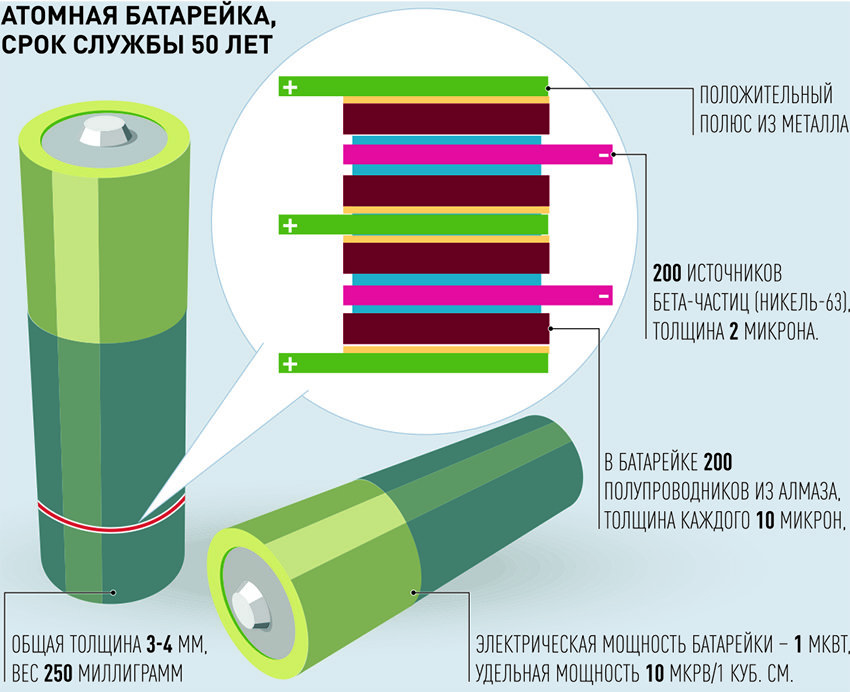 АТОМНАЯ БАТАРЕЙКА,
СРОК СЛУЖБЫ 50 ЛЕТ
+
ПОЛОЖИТЕЛЬНЫЙ
ПОЛЮС ИЗ МЕТАЛЛА
-
+
200 ИСТОЧНИКОВ
БЕТА-ЧАСТИЦ (НИКЕЛЬ-63),
ТОЛЩИНА 2 МИКРОНА.
-
+
В БАТАРЕЙКЕ 200
ПОЛУПРОВОДНИКОВ ИЗ АЛМАЗА,
ТОЛЩИНА КАЖДОГО 10 МИКРОН,
ОБЩАЯ ТОЛЩИНА 3-4 ММ,
ВЕС 250 МИЛЛИГРАММ
ЭЛЕКТРИЧЕСКАЯ МОЩНОСТЬ БАТАРЕЙКИ – 1 МКВТ,
УДЕЛЬНАЯ МОЩНОСТЬ 10 МКРВ/1 КУБ. СМ.